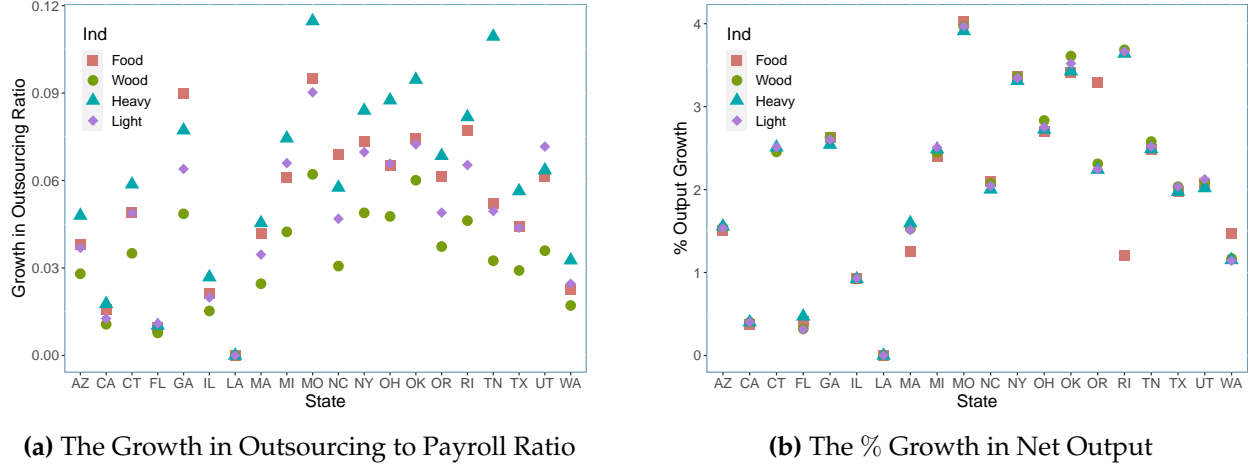 0.12
0.09
0.06
0.03
0.00
Growth in Outsourcing Ratio
Ind
Food
Wood
Heavy
Light
AZ CA CT FL GA IL LA MA MI MO NC NY OH OK OR RI TN TX UT WA
State
(a) The Growth in Outsourcing to Payroll Ratio
4
3
2
1
0
% Output Growth
Ind
Food
Wood
Heavy
Light
AZ CA CT FL GA IL LA MA MI MO NC NY OH OK OR RI TN TX UT WA
State
(b) The % Growth in Net Output